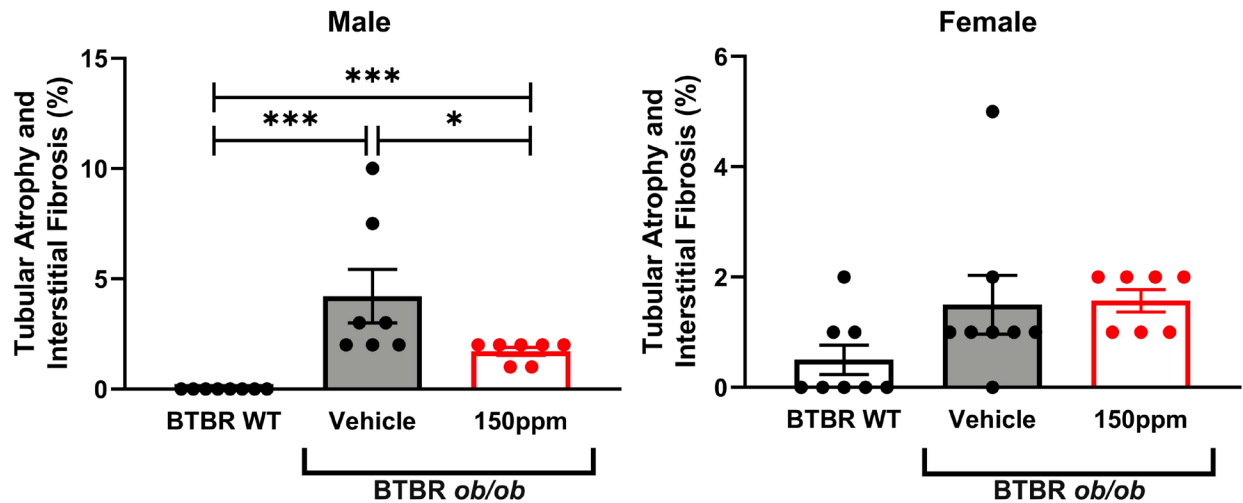 Male
Tubular Atrophy and
Interstitial Fibrosis (%)
15
10
5
0
***
***
*
BTBR WT
Vehicle
150ppm
BTBR ob/ob
Female
Tubular Atrophy and
Interstitial Fibrosis (%)
6
4
2
0
BTBR WT
Vehicle
150ppm
BTBR ob/ob